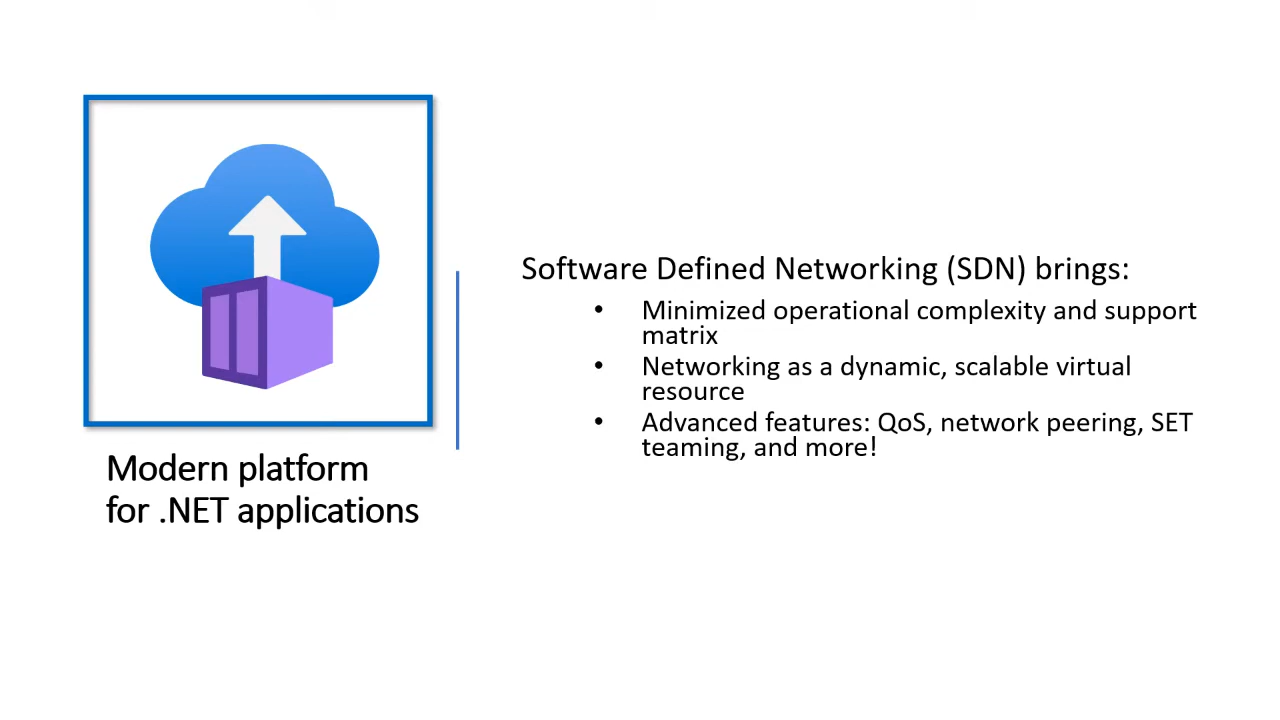 Modern platform
for .NET applications
Software Defined Networking (SDN) brings:
• Minimized operational complexity and support
matrix
• Networking as a dynamic, scalable virtual
resource
• Advanced features: QoS, network peering, SET
teaming, and more!